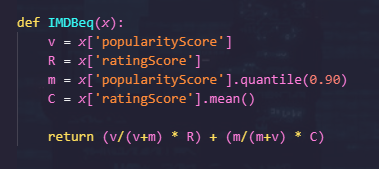 def IMDBeq(x):
    v = x['popularityScore']
    R = x['ratingScore']
    m = x['popularityScore'].quantile(0.90)
    C = x['ratingScore'].mean()

    return (v/(v+m) * R) + (m/(m+v) * C)